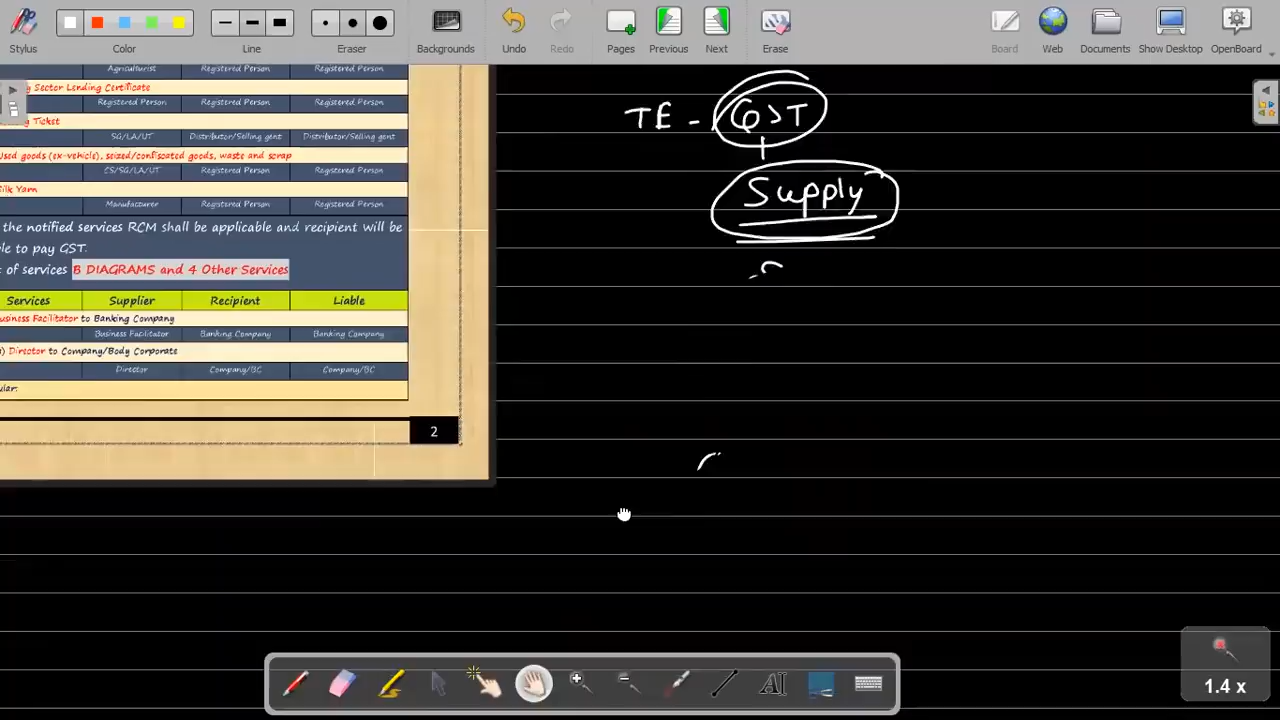 Stylus Color Line Eraser Backgrounds Undo Redo Pages Previous Next Erase Board Web Documents Show Desktop OpenBoard
Agriculturist Registered Person Registered Person
Sector Lending Certificate
Registered Person Registered Person Registered Person
Ticket
SG/LA/UT Distributor/Selling gent Distributor/Selling gent
Used goods (ex-vehicle), seized/confiscated goods, waste and scrap
CS/SG/LA/UT Registered Person Registered Person
Silk Yarn
Manufacturer Registered Person Registered Person
the notified services RCM shall be applicable and recipient will be
le to pay GST.
t of services B DIAGRAMS and 4 Other Services
Services Supplier Recipient Liable
usiness Facilitator to Banking Company
Business Facilitator Banking Company Banking Company
) Director to Company/Body Corporate
Director Company/BC Company/BC
ular:
2
TE - GST
Supply
AI
1.4 x